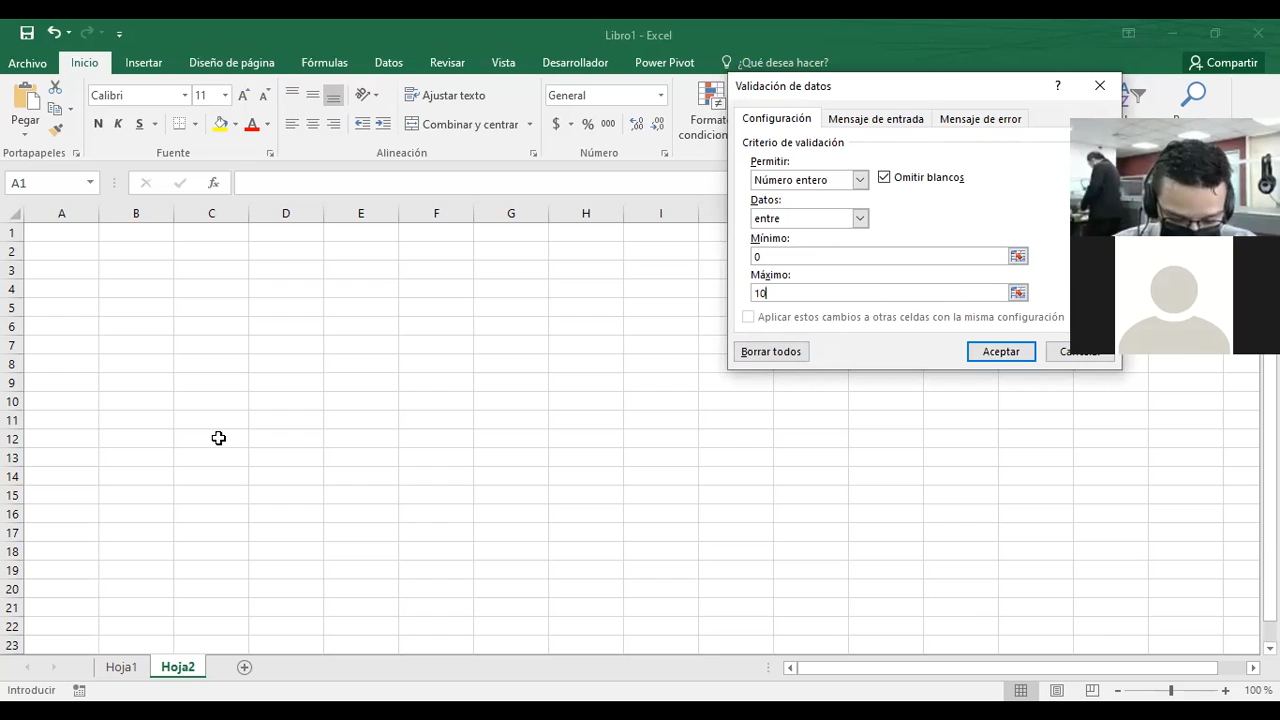 Libro1 - Excel
Archivo Inicio Insertar Diseño de página Fórmulas Datos Revisar Vista Desarrollador Power Pivot ¿Qué desea hacer? Compartir
Pegar
Calibri 11
N K S
Ajustar texto
Combinar y centrar
General
$ % 000
Formato
condicion
Portapapeles Fuente Alineación Número
A1 fx
A B C D E F G H I
1
2
3
4
5
6
7
8
9
10
11
12
13
14
15
16
17
18
19
20
21
22
23
Validación de datos ?
Configuración Mensaje de entrada Mensaje de error
Criterio de validación
Permitir:
Número entero Omitir blancos
Datos:
entre
Mínimo:
0
Máximo:
10
Aplicar estos cambios a otras celdas con la misma configuración
Borrar todos Aceptar
Hoja1 Hoja2
Introducir 100 %